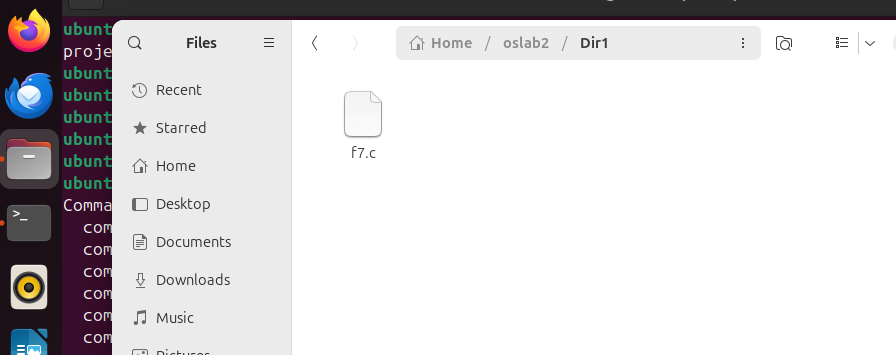 ubunt
proje
ubunt
ubunt
ubunt
ubunt
ubunt
ubunt
Comma
com
com
com
com
com
com
>_
Files
Recent
Starred
Home
Desktop
Documents
Downloads
Music
Pictures
Home / oslab2 / Dir1
f7.c